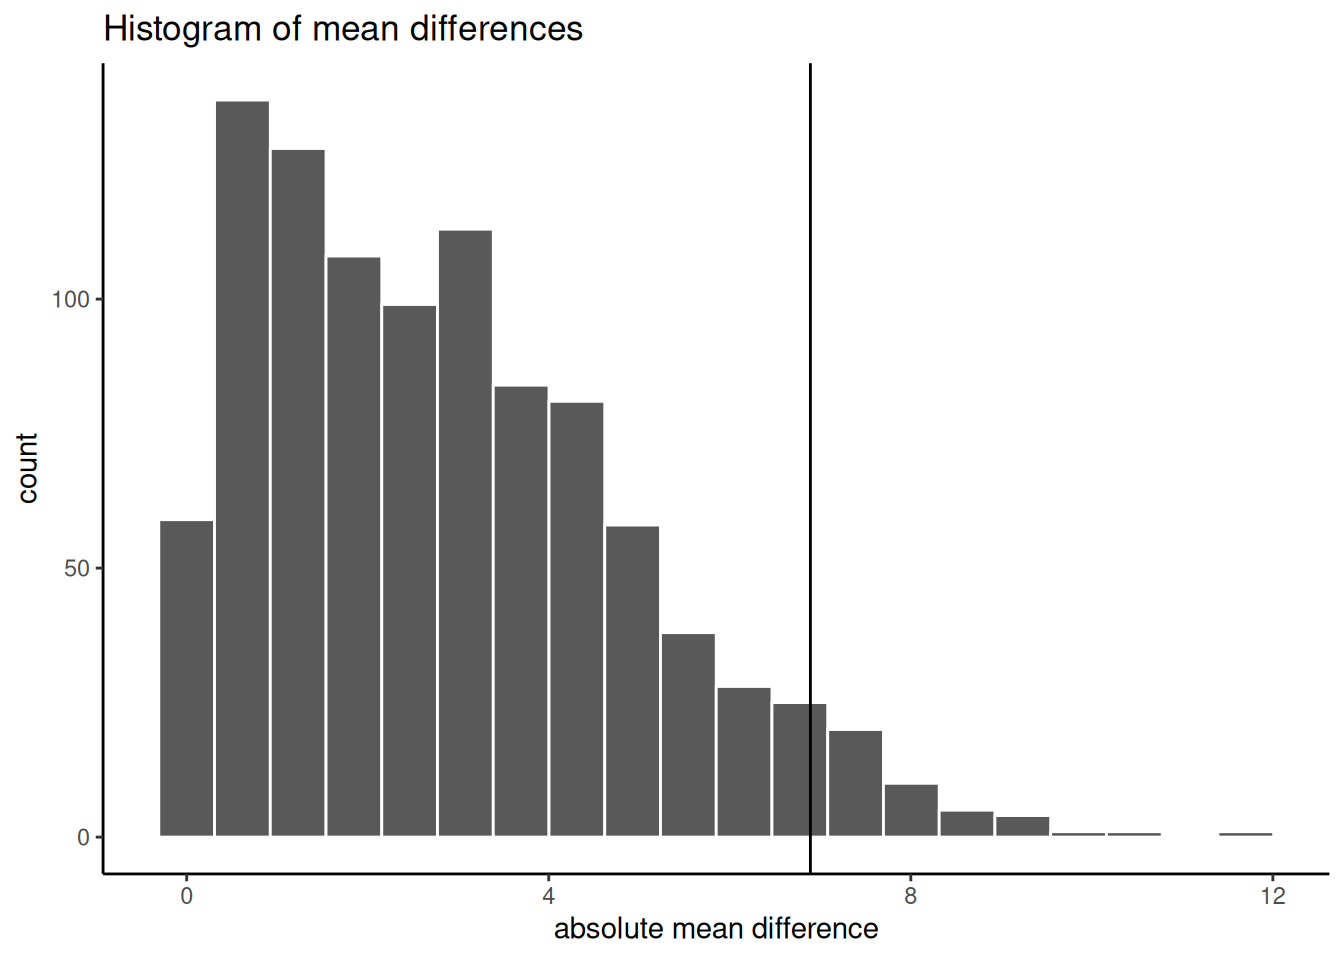 Histogram of mean differences
count
100
50
0
0 4 8 12
absolute mean difference